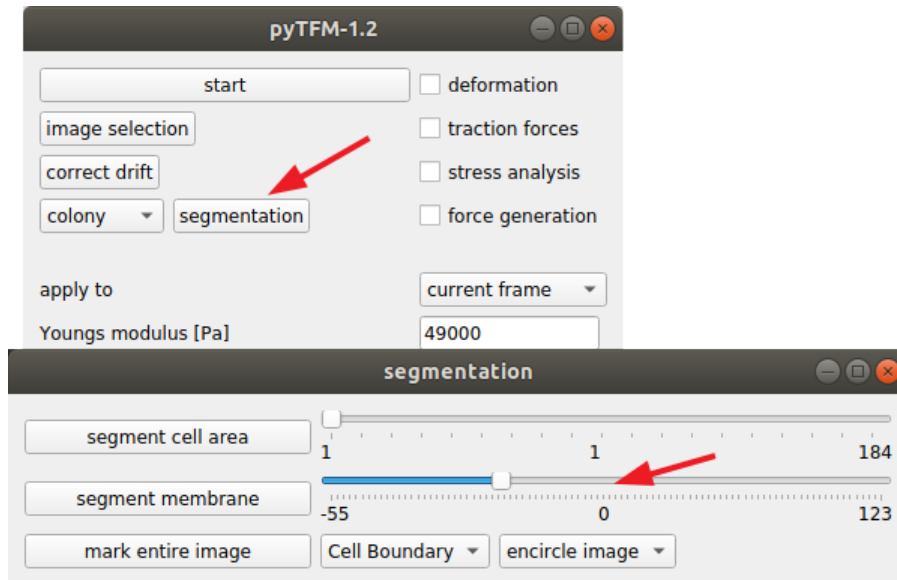 pyTFM-1.2
start deformation
image selection traction forces
correct drift stress analysis
colony segmentation force generation
apply to current frame
Youngs modulus [Pa] 49000
segmentation
segment cell area
1 1 184
segment membrane
-55 0 123
mark entire image Cell Boundary encircle image